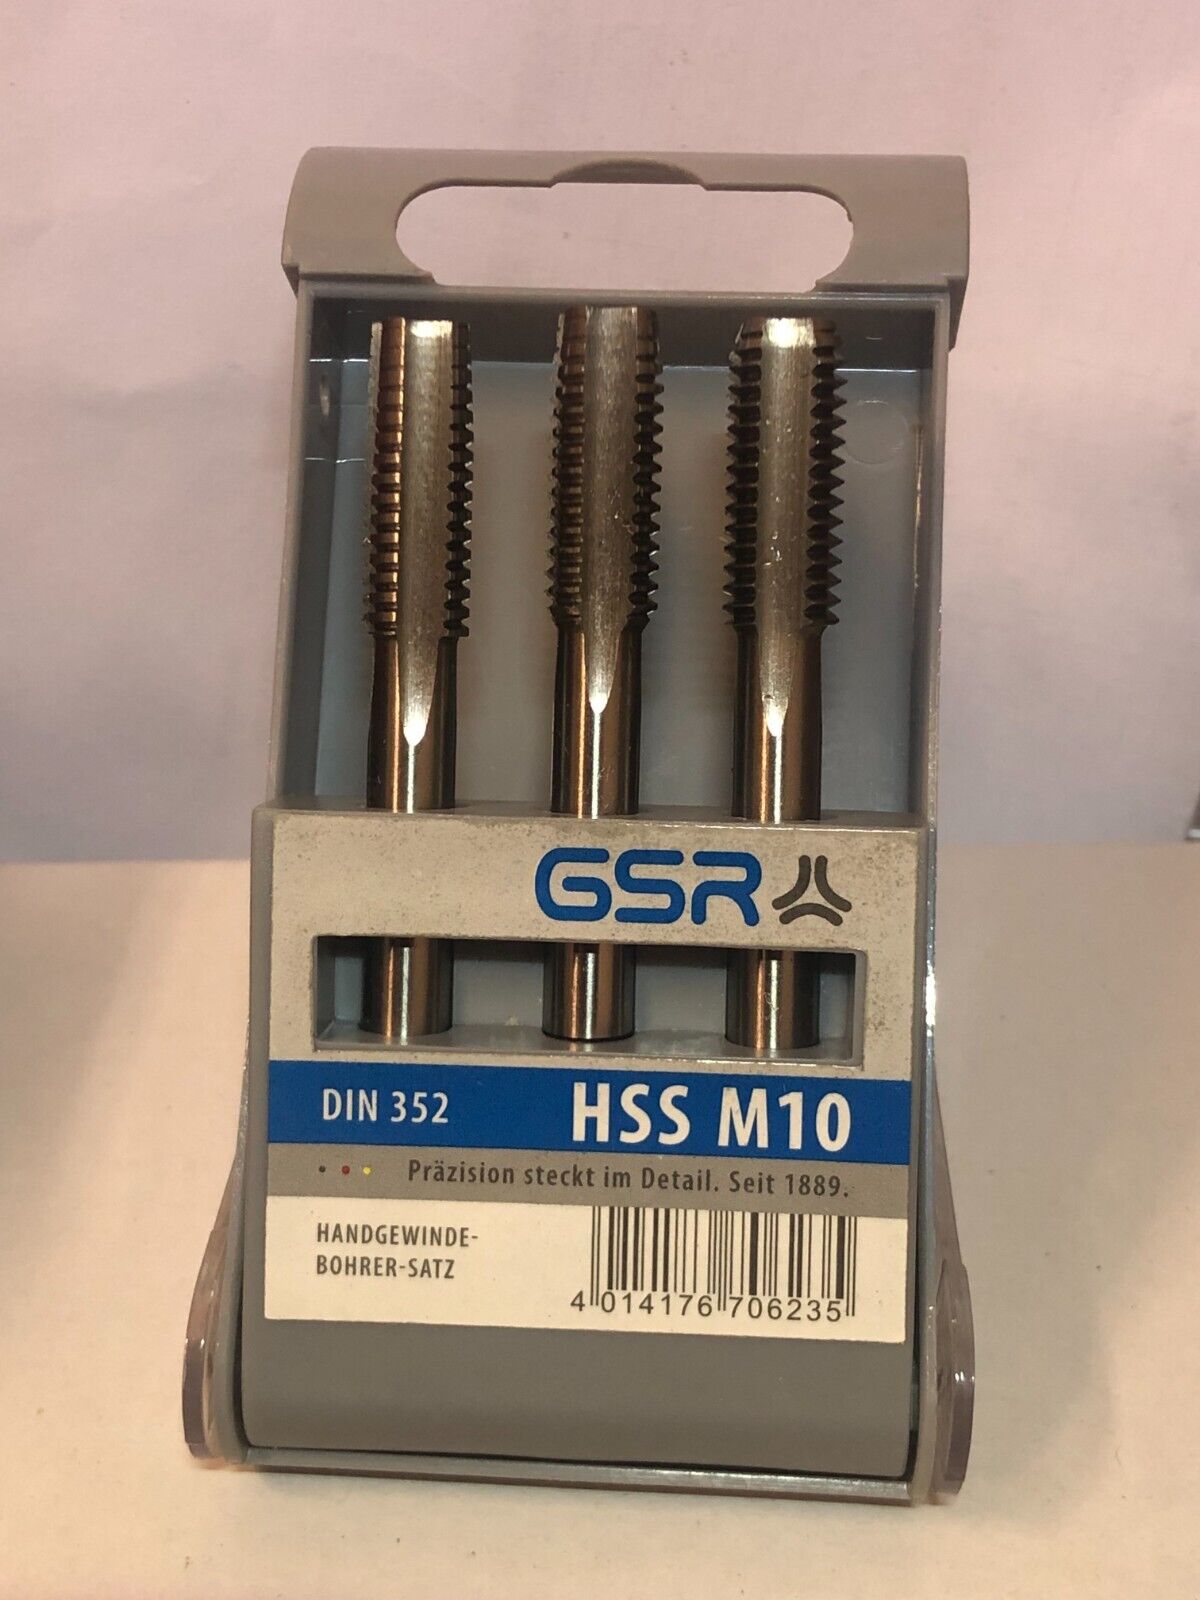 GSR
DIN 352 HSS M10
Präzision steckt im Detail. Seit 1889.
HANDGEWINDE-
BOHRER-SATZ
4 014176 706235